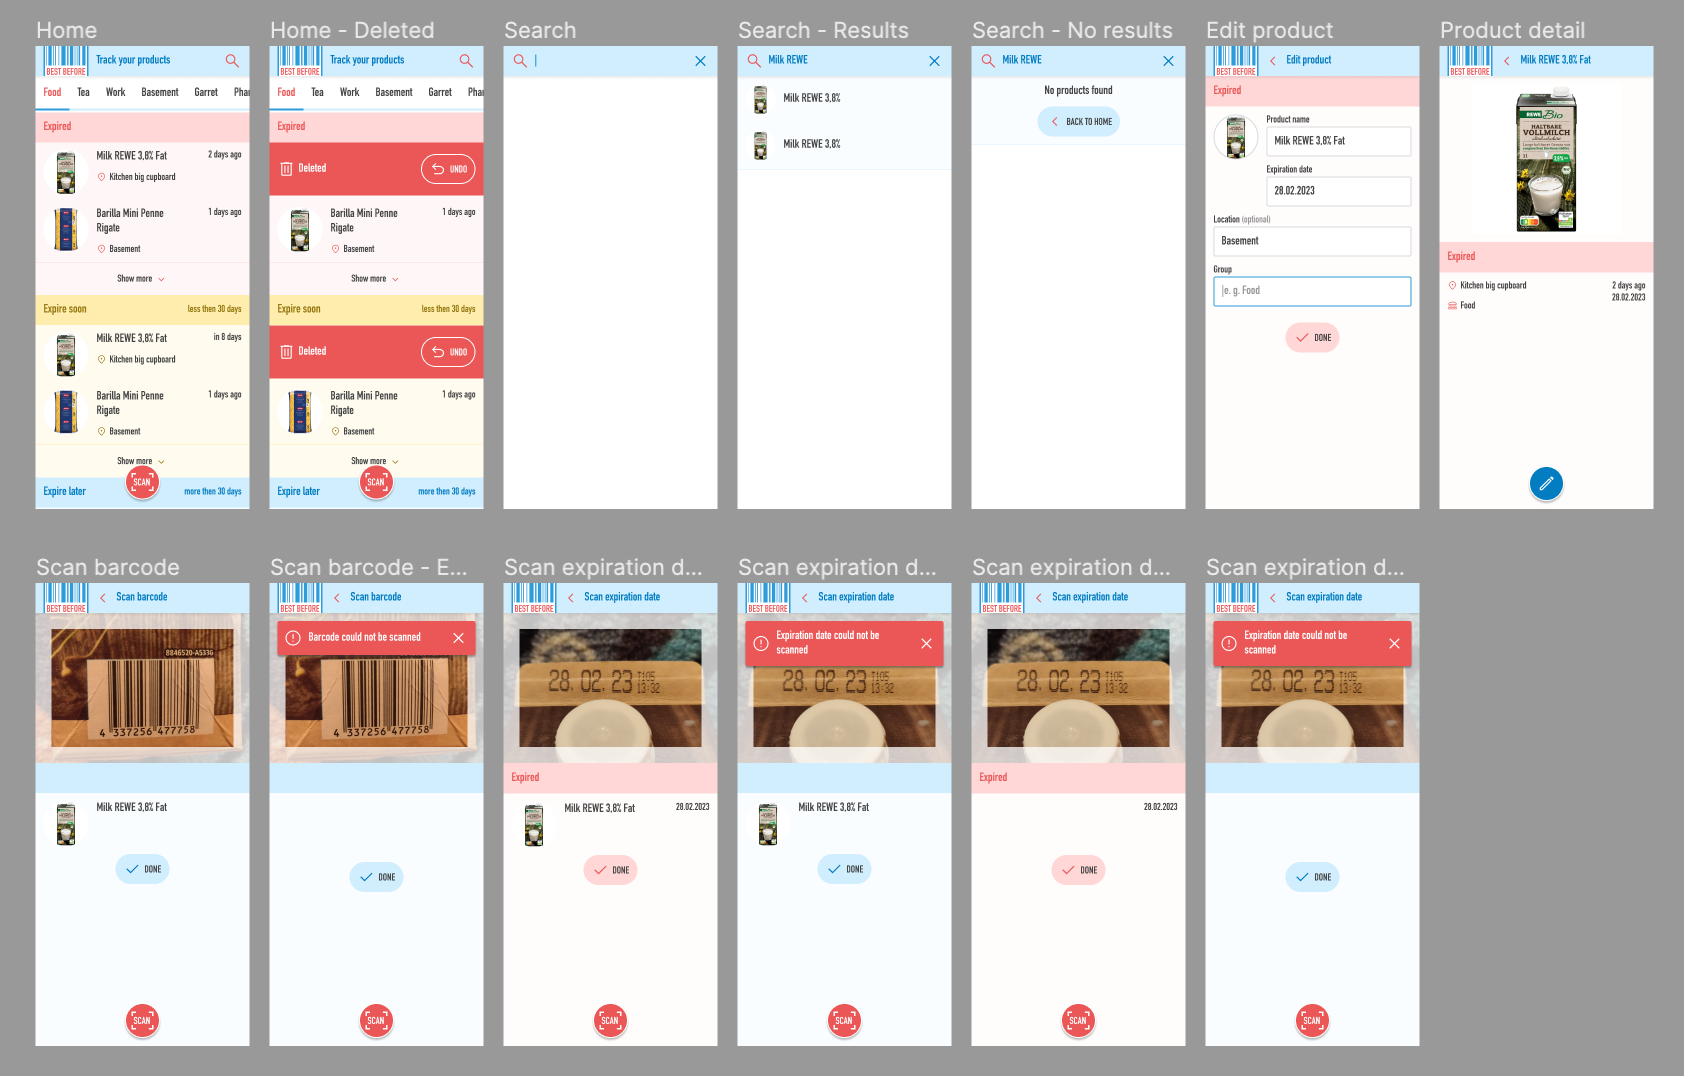 Home
BEST BEFORE
Track your products
Food Tea Work Basement Garret Phar
Expired
Milk REWE 3,8% Fat 2 days ago
Kitchen big cupboard
Barilla Mini Penne 1 days ago
Rigate
Basement
Show more
Expire soon less then 30 days
Milk REWE 3,8% Fat in 8 days
Kitchen big cupboard
Barilla Mini Penne 1 days ago
Rigate
Basement
Show more
SCAN
Expire later more then 30 days
Home - Deleted
BEST BEFORE
Track your products
Food Tea Work Basement Garret Phar
Expired
Deleted UNDO
Barilla Mini Penne 1 days ago
Rigate
Basement
Show more
Expire soon less then 30 days
Deleted UNDO
Barilla Mini Penne 1 days ago
Rigate
Basement
Show more
SCAN
Expire later more then 30 days
Search
Search - Results
Milk REWE
Milk REWE 3,8%
Milk REWE 3,8%
Search - No results
Milk REWE
No products found
BACK TO HOME
Edit product
BEST BEFORE
Edit product
Expired
Product name
Milk REWE 3,8% Fat
Expiration date
28.02.2023
Location (optional)
Basement
Group
e. g. Food
DONE
Product detail
BEST BEFORE
Milk REWE 3,8% Fat
REWE Bio
HALTBARE
VOLLMILCH
Expired
Kitchen big cupboard 2 days ago
28.02.2023
Food
Scan barcode
BEST BEFORE
Scan barcode
8846520-A5336
4 337256 477758
Milk REWE 3,8% Fat
DONE
SCAN
Scan barcode - E...
BEST BEFORE
Scan barcode
Barcode could not be scanned
4 337256 477758
DONE
SCAN
Scan expiration d...
BEST BEFORE
Scan expiration date
28. 02. 23 T105
13:32
Expired
Milk REWE 3,8% Fat 28.02.2023
DONE
SCAN
Scan expiration d...
BEST BEFORE
Scan expiration date
Expiration date could not be
scanned
28. 02. 23 T105
13:32
Milk REWE 3,8% Fat
DONE
SCAN
Scan expiration d...
BEST BEFORE
Scan expiration date
28. 02. 23 T105
13:32
Expired
28.02.2023
DONE
SCAN
Scan expiration d...
BEST BEFORE
Scan expiration date
Expiration date could not be
scanned
28. 02. 23 T105
13:32
DONE
SCAN